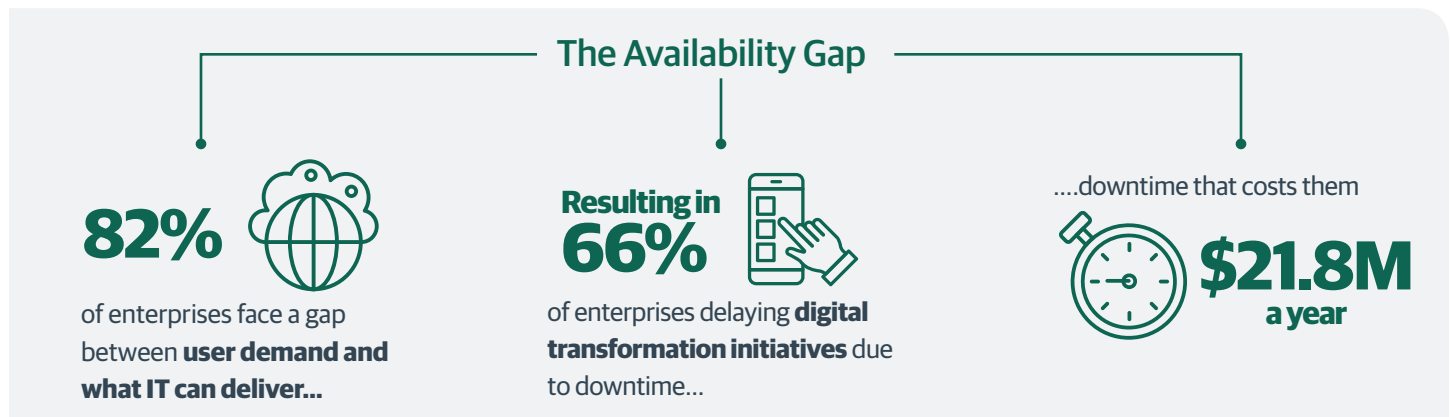 The Availability Gap
82%
of enterprises face a gap
between user demand and
what IT can deliver...
Resulting in
66%
of enterprises delaying digital
transformation initiatives due
to downtime...
....downtime that costs them
$21.8M
a year